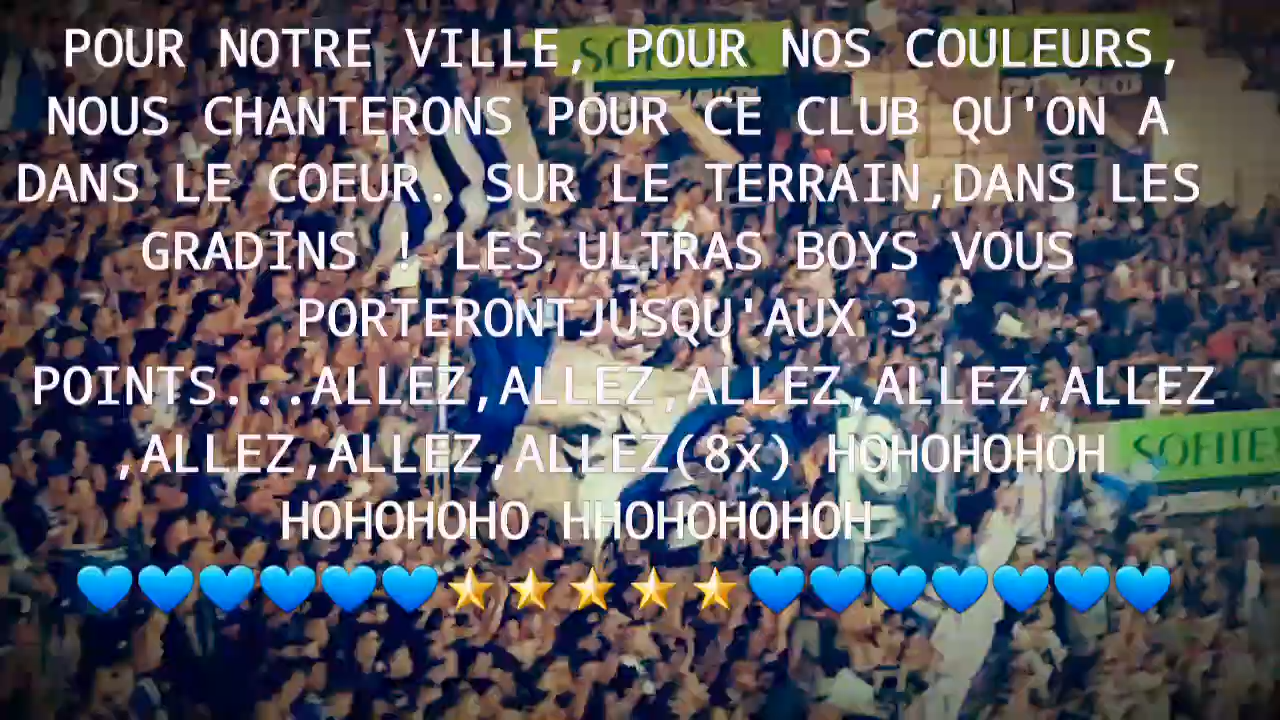 POUR NOTRE VILLE, POUR NOS COULEURS,
NOUS CHANTERONS POUR CE CLUB QU'ON A
DANS LE COEUR. SUR LE TERRAIN,DANS LES
GRADINS ! LES ULTRAS BOYS VOUS
PORTERONTJUSQU'AUX 3
POINTS...ALLEZ,ALLEZ,ALLEZ,ALLEZ,ALLEZ
,ALLEZ,ALLEZ,ALLEZ(8x) HOHOHOHOH
HOHOHOHO HHOHOHOHOH
💙💙💙💙💙💙⭐⭐⭐⭐⭐💙💙💙💙💙💙💙
SOFITEX